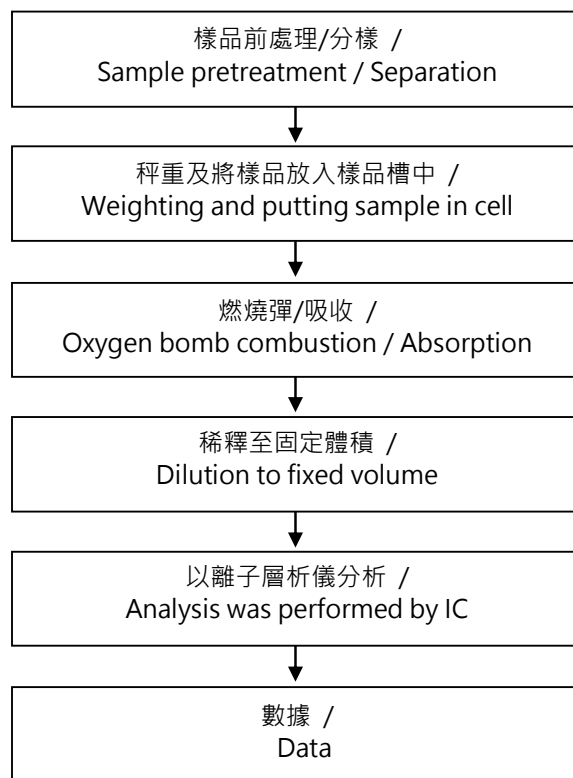 樣品前處理/分樣 /
Sample pretreatment / Separation
秤重及將樣品放入樣品槽中 /
Weighting and putting sample in cell
燃燒彈/吸收 /
Oxygen bomb combustion / Absorption
稀釋至固定體積 /
Dilution to fixed volume
以離子層析儀分析 /
Analysis was performed by IC
數據 /
Data